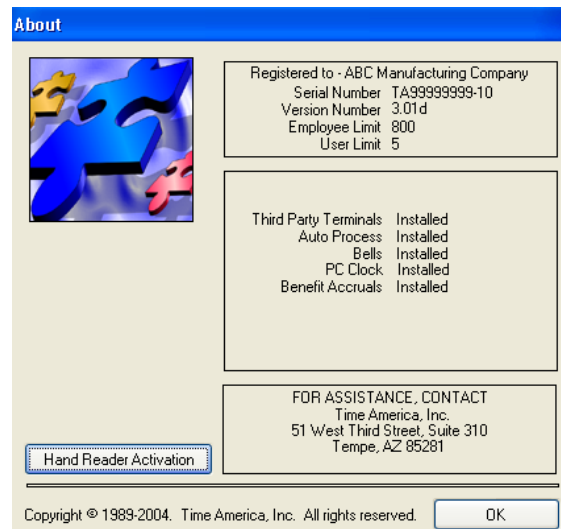 About
Registered to - ABC Manufacturing Company
Serial Number TA99999999-10
Version Number 3.01d
Employee Limit 800
User Limit 5
Third Party Terminals Installed
Auto Process Installed
Bells Installed
PC Clock Installed
Benefit Accruals Installed
FOR ASSISTANCE, CONTACT
Time America, Inc.
51 West Third Street, Suite 310
Tempe, AZ 85281
Hand Reader Activation
Copyright © 1989-2004. Time America, Inc. All rights reserved.
OK